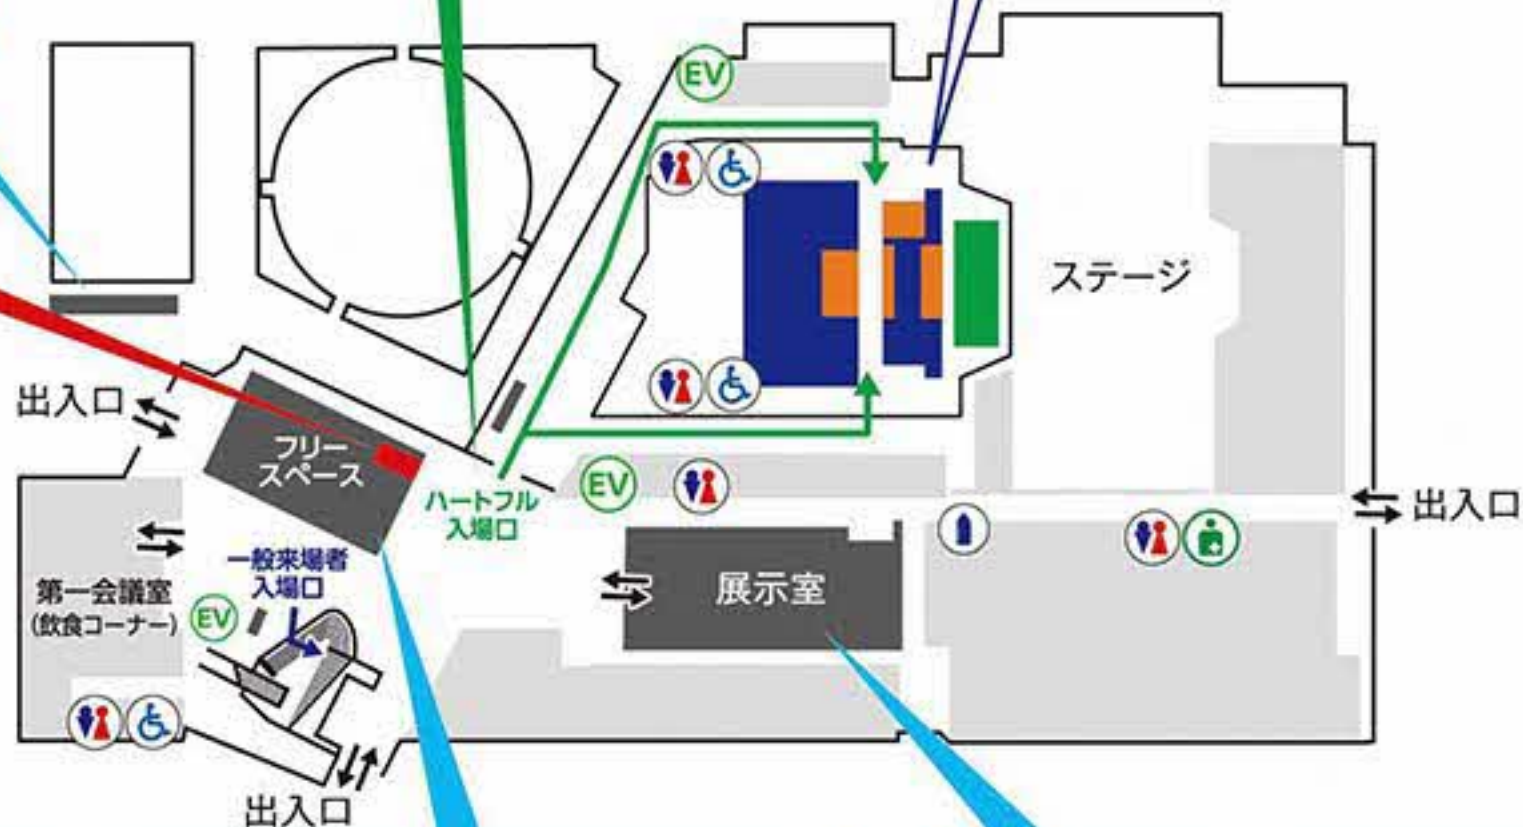 EV
ステージ
出入口
フリー
スペース
ハートフル
入場口
EV
出入口
一般来場者
入場口
第一会議室
(飲食コーナー)
EV
展示室
出入口